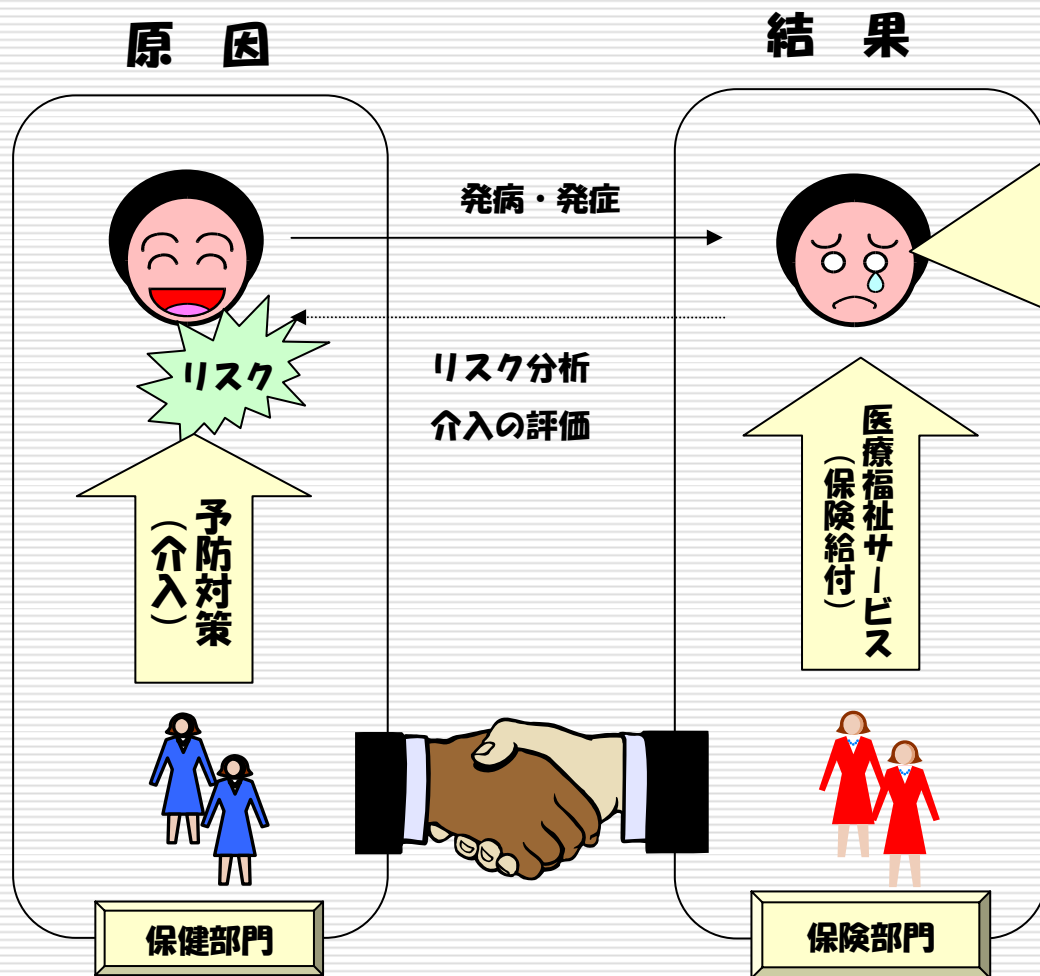 原 因
結 果
発病・発症
リスク
リスク分析
介入の評価
予防対策
（介入）
医療福祉サービス
（保険給付）
保健部門
保険部門